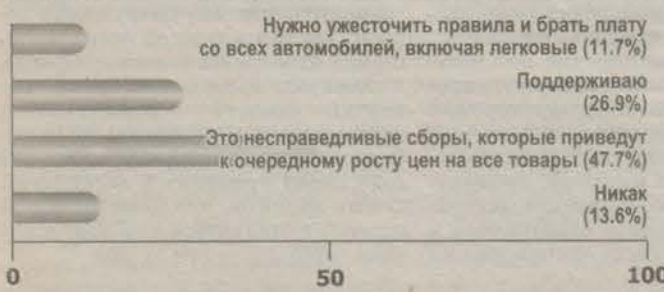 Нужно ужесточить правила и брать плату
со всех автомобилей, включая легковые (11.7%)
Поддерживаю
(26.9%)
Это несправедливые сборы, которые приведут
к очередному росту цен на все товары (47.7%)
Никак
(13.6%)
0 50 100